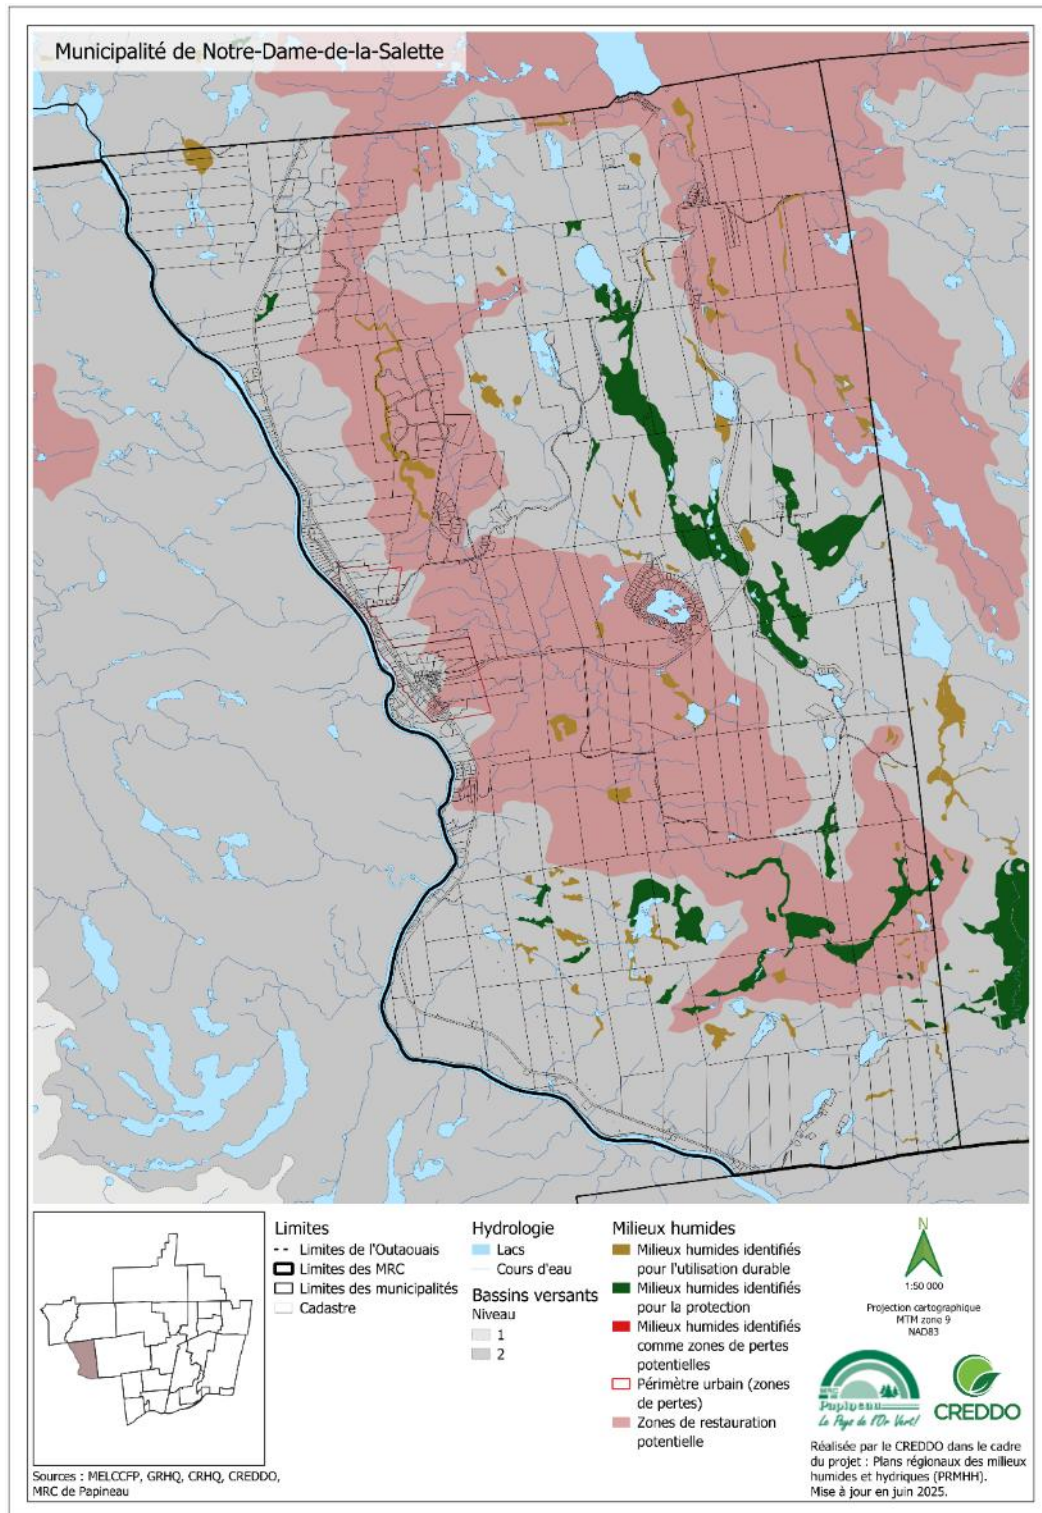 Municipalité de Notre-Dame-de-la-Salette
Limites
Limites de l'Outaouais
Limites des MRC
Limites des municipalités
Cadastre
Hydrologie
Lacs
Cours d'eau
Bassins versants
Niveau
1
2
Milieux humides
Milieux humides identifiés
pour l'utilisation durable
Milieux humides identifiés
pour la protection
Milieux humides identifiés
comme zones de pertes
potentielles
Périmètre urbain (zones
de pertes)
Zones de restauration
potentielle
N
1:50 000
Projection cartographique
MTM zone 9
NAD83
MRC
Papineau
Le Pays de l'Or Vert!
CREDDO
Réalisée par le CREDDO dans le cadre
du projet : Plans régionaux des milieux
humides et hydriques (PRMHH).
Mise à jour en juin 2025.
Sources : MELCCFP, GRHQ, CRHQ, CREDDO,
MRC de Papineau